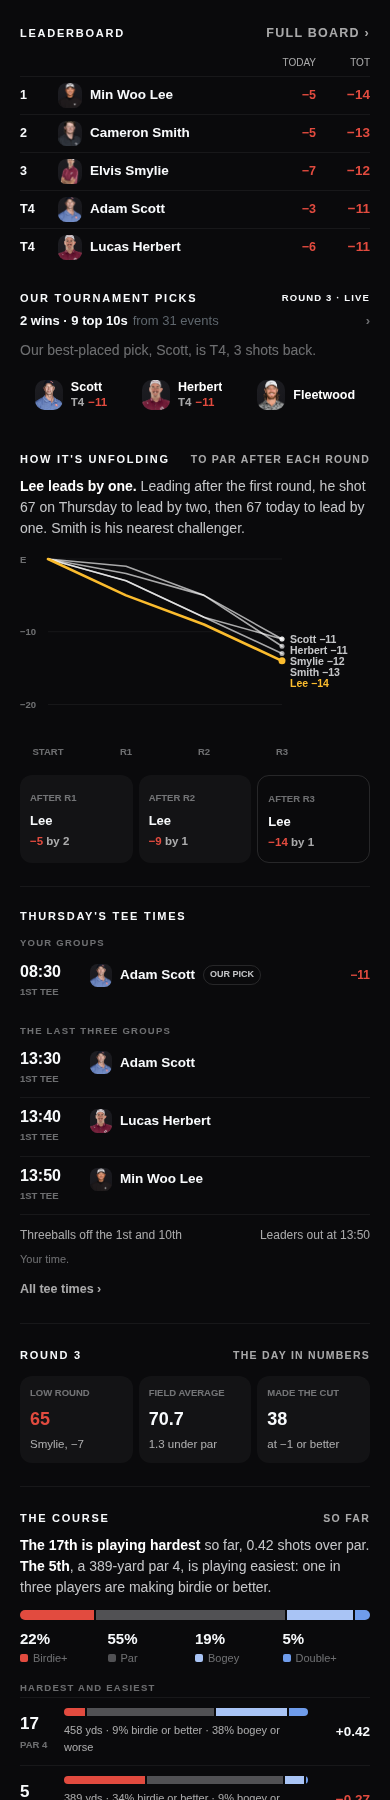 LEADERBOARD FULL BOARD ›
TODAY TOT
1 Min Woo Lee −5 −14
2 Cameron Smith −5 −13
3 Elvis Smylie −7 −12
T4 Adam Scott −3 −11
T4 Lucas Herbert −6 −11
OUR TOURNAMENT PICKS ROUND 3 · LIVE
2 wins · 9 top 10s from 31 events ›
Our best-placed pick, Scott, is T4, 3 shots back.
Scott Herbert Fleetwood
T4 −11 T4 −11
HOW IT'S UNFOLDING TO PAR AFTER EACH ROUND
Lee leads by one. Leading after the first round, he shot
67 on Thursday to lead by two, then 67 today to lead by
one. Smith is his nearest challenger.
E
−10
−20
Scott −11
Herbert −11
Smylie −12
Smith −13
Lee −14
START R1 R2 R3
AFTER R1 AFTER R2 AFTER R3
Lee Lee Lee
−5 by 2 −9 by 1 −14 by 1
THURSDAY'S TEE TIMES
YOUR GROUPS
08:30 Adam Scott OUR PICK −11
1ST TEE
THE LAST THREE GROUPS
13:30 Adam Scott
1ST TEE
13:40 Lucas Herbert
1ST TEE
13:50 Min Woo Lee
1ST TEE
Threeballs off the 1st and 10th Leaders out at 13:50
Your time.
All tee times ›
ROUND 3 THE DAY IN NUMBERS
LOW ROUND FIELD AVERAGE MADE THE CUT
65 70.7 38
Smylie, −7 1.3 under par at −1 or better
THE COURSE SO FAR
The 17th is playing hardest so far, 0.42 shots over par.
The 5th, a 389-yard par 4, is playing easiest: one in
three players are making birdie or better.
22% 55% 19% 5%
Birdie+ Par Bogey Double+
HARDEST AND EASIEST
17 458 yds · 9% birdie or better · 38% bogey or worse +0.42
PAR 4
5 389 yds · 34% birdie or better · 9% bogey or −0.27